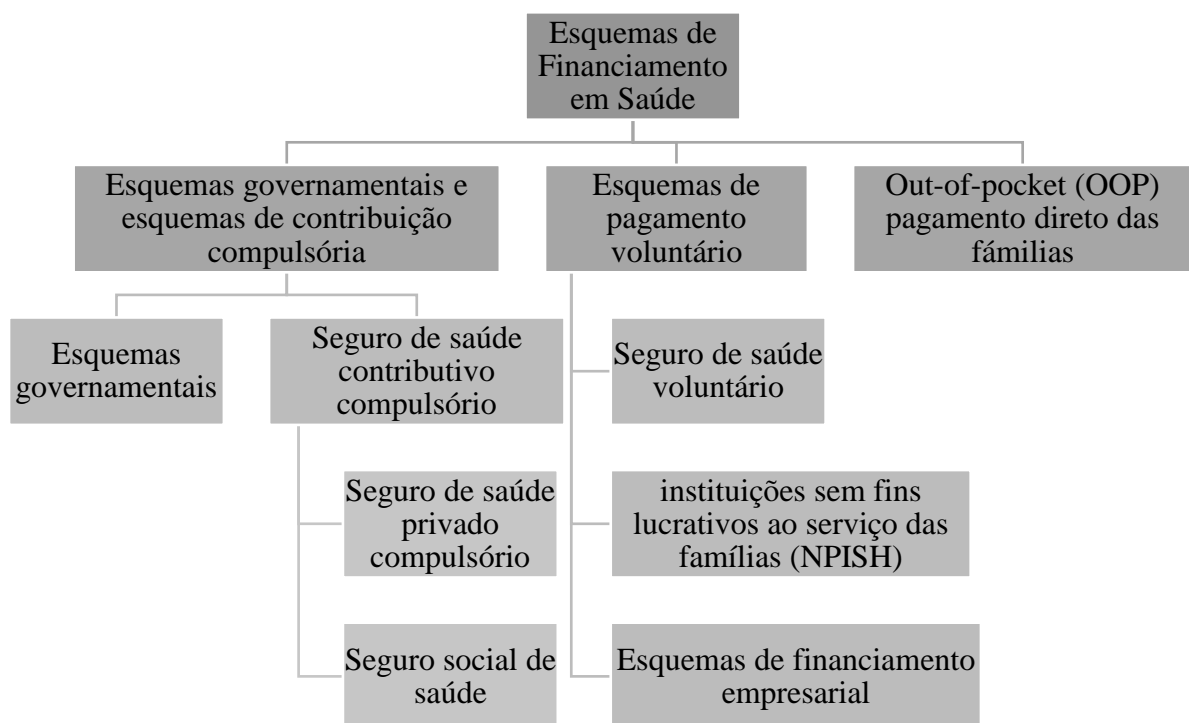 Esquemas de
Financiamento
em Saúde
Esquemas governamentais e
esquemas de contribuição
compulsória
Esquemas de
pagamento
voluntário
Out-of-pocket (OOP)
pagamento direto das
fámilias
Esquemas
governamentais
Seguro de saúde
contributivo
compulsório
Seguro de saúde
privado
compulsório
Seguro social de
saúde
Seguro de saúde
voluntário
instituições sem fins
lucrativos ao serviço das
famílias (NPISH)
Esquemas de financiamento
empresarial